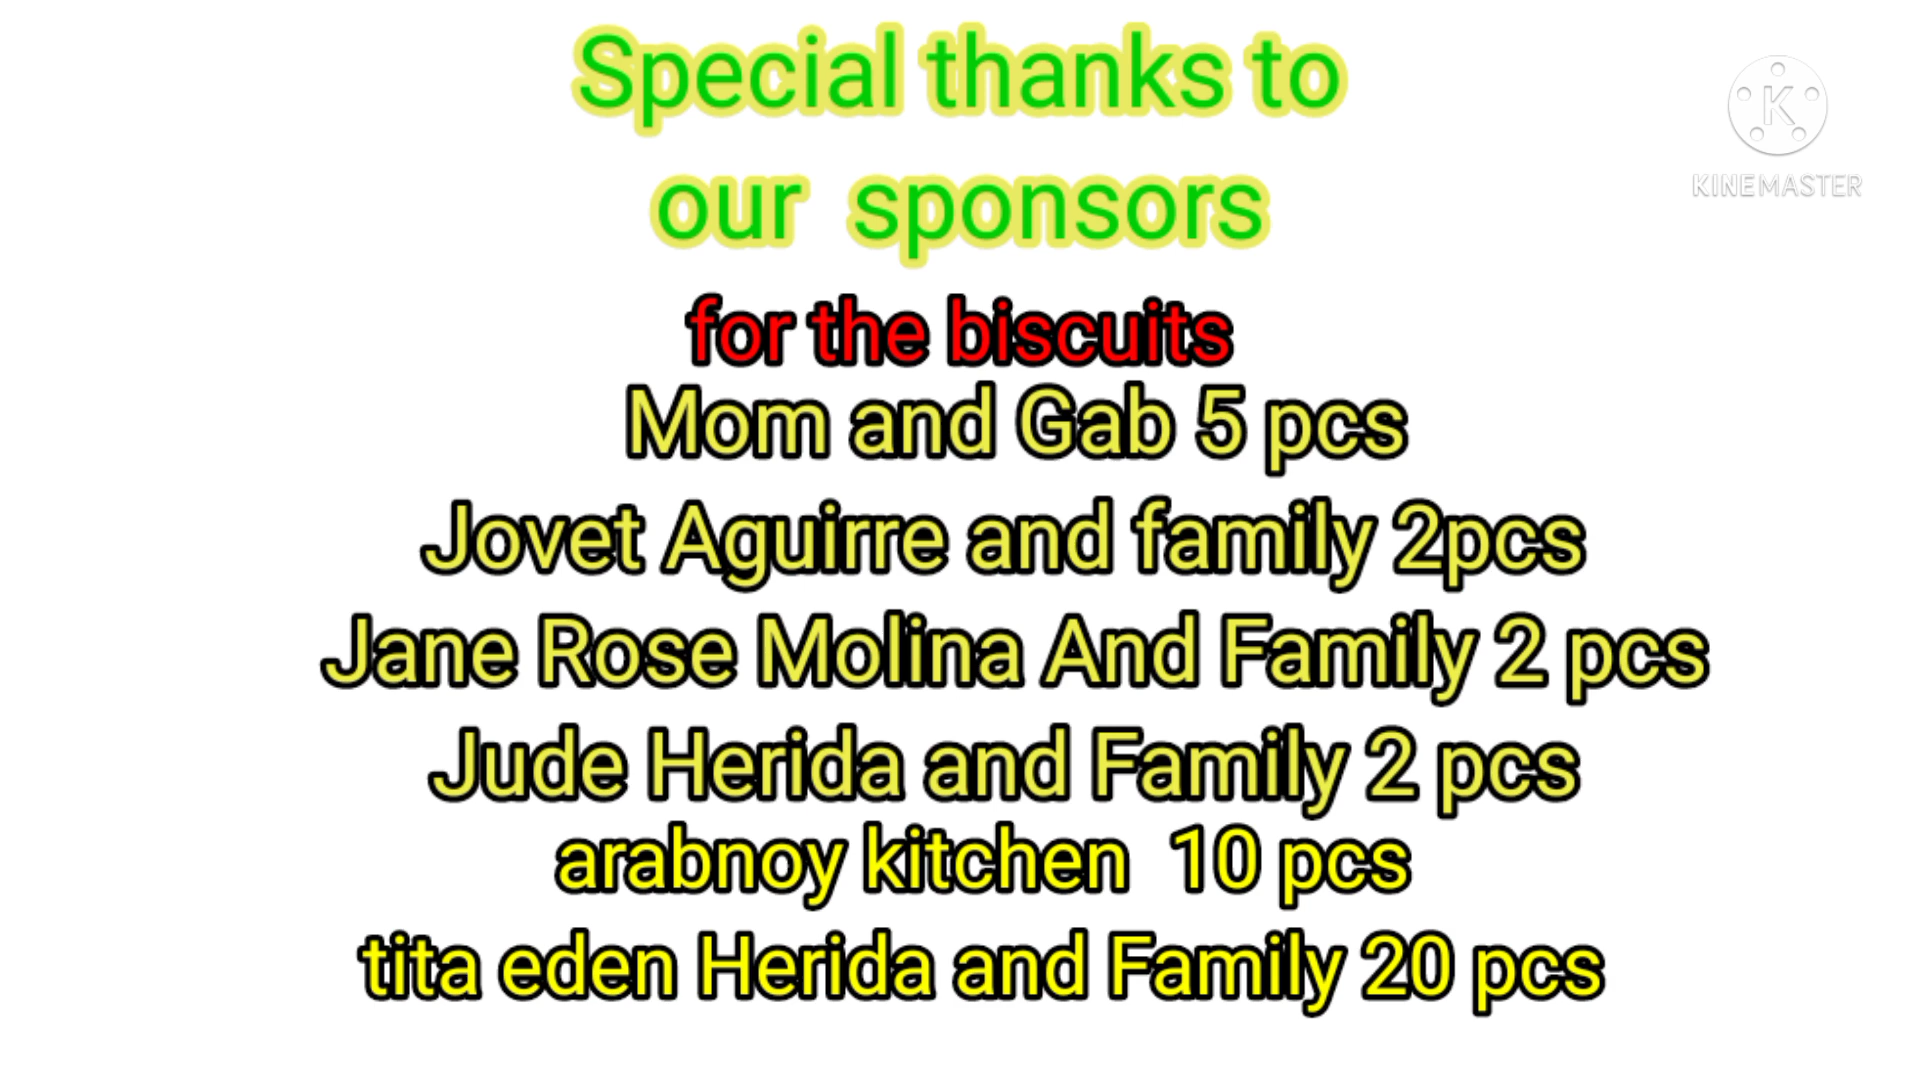 Special thanks to
our sponsors
for the biscuits
Mom and Gab 5 pcs
Jovet Aguirre and family 2pcs
Jane Rose Molina And Family 2 pcs
Jude Herida and Family 2 pcs
arabnoy kitchen 10 pcs
tita eden Herida and Family 20 pcs
K
KINEMASTER